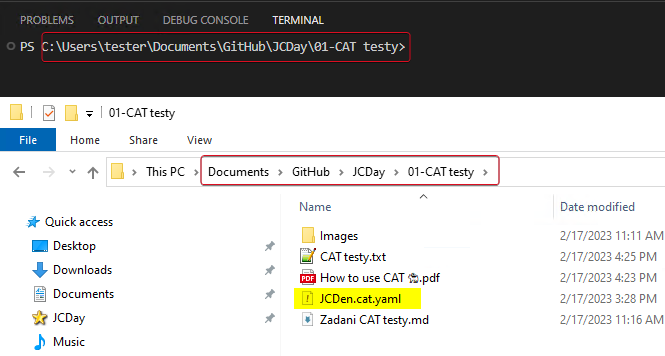 PROBLEMS OUTPUT DEBUG CONSOLE TERMINAL
PS C:\Users\tester\Documents\GitHub\JCDay\01-CAT testy>
01-CAT testy
File Home Share View
This PC > Documents > GitHub > JCDay > 01-CAT testy >
Name Date modified
Quick access
Desktop
Downloads
Documents
JCDay
Music
Images 2/17/2023 11:11 AM
CAT testy.txt 2/17/2023 4:25 PM
PDF How to use CAT 🐈.pdf 2/17/2023 4:23 PM
JCDen.cat.yaml 2/17/2023 3:28 PM
Zadani CAT testy.md 2/17/2023 11:16 AM